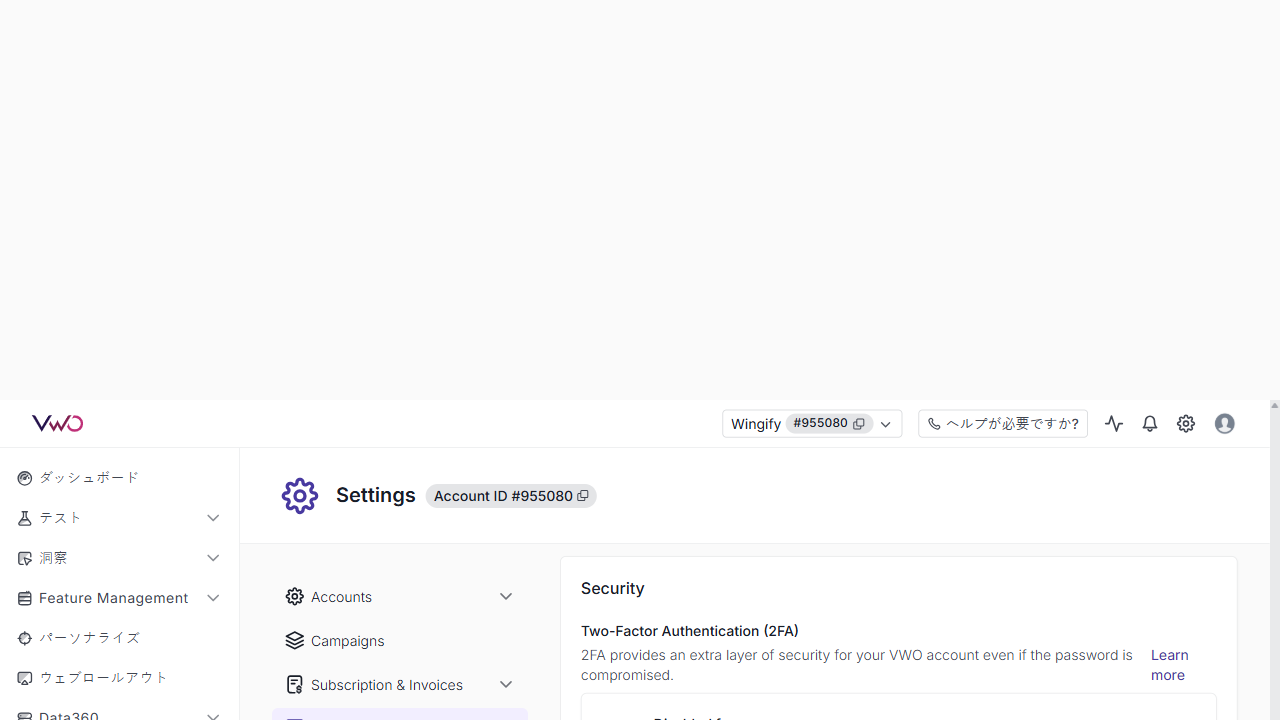 VWO
Wingify #955080
ヘルプが必要ですか?
ダッシュボード
テスト
洞察
Feature Management
パーソナライズ
ウェブロールアウト
Data360
Settings
Account ID #955080
Accounts
Campaigns
Subscription & Invoices
Security
Two-Factor Authentication (2FA)
2FA provides an extra layer of security for your VWO account even if the password is
compromised.
Learn
more